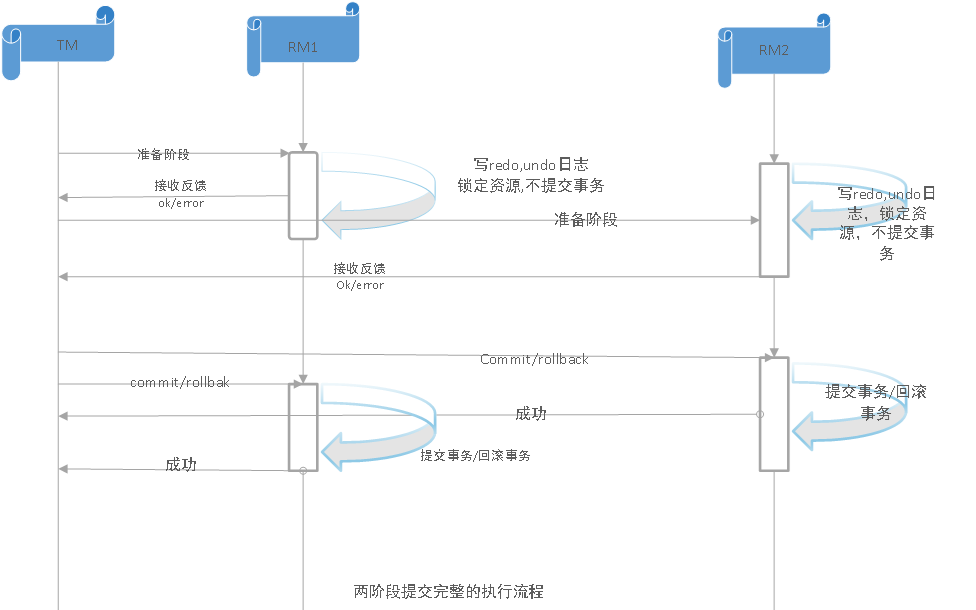 TM
RM1
RM2
准备阶段
写redo,undo日志
锁定资源,不提交事务
接收反馈
ok/error
写redo,undo日
志，锁定资
源，不提交事
务
准备阶段
接收反馈
Ok/error
Commit/rollback
commit/rollbak
提交事务/回滚
事务
成功
提交事务/回滚事务
成功
两阶段提交完整的执行流程